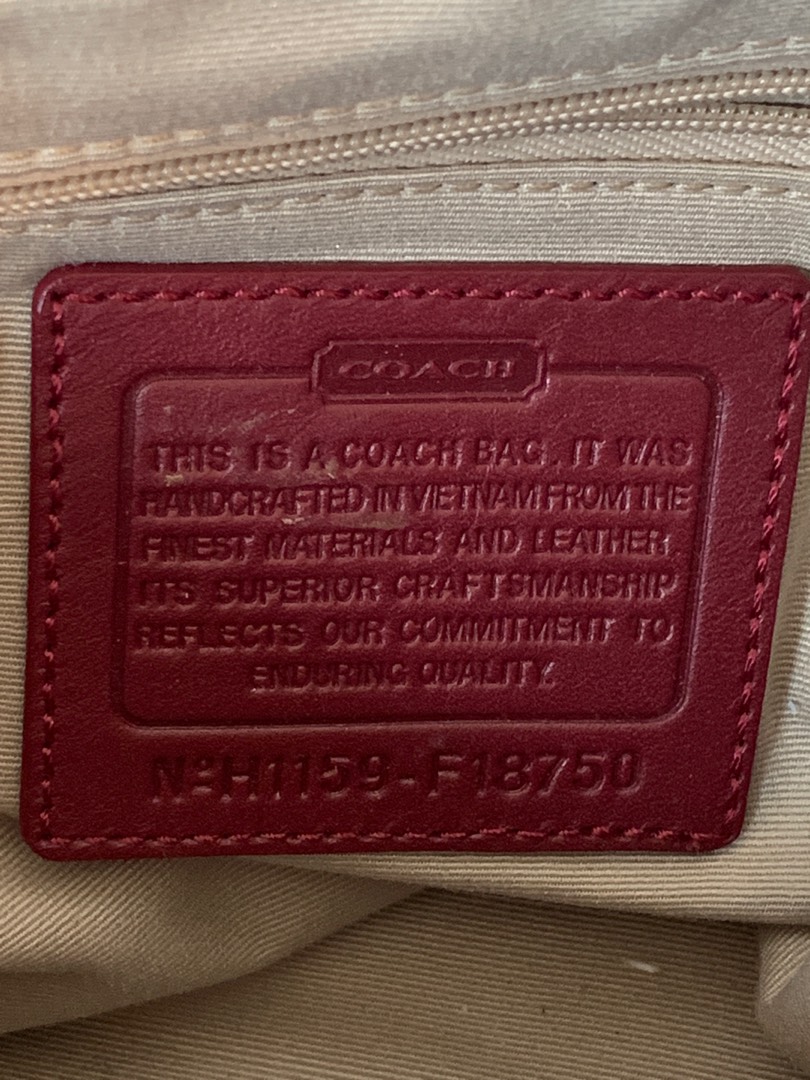 COACH
THIS IS A COACH BAG. IT WAS
HANDCRAFTED IN VIETNAM FROM THE
FINEST MATERIALS AND LEATHER.
ITS SUPERIOR CRAFTSMANSHIP
REFLECTS OUR COMMITMENT TO
ENDURING QUALITY.
Nº H1159-F18750